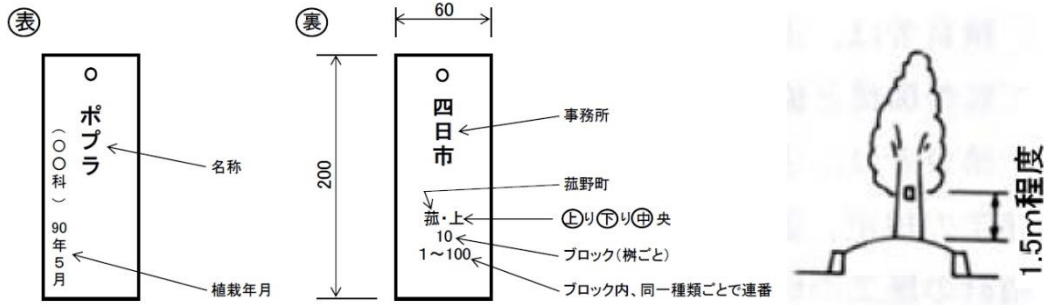 表
ポプラ
（〇〇科）
90年5月
名称
植栽年月
裏
60
200
四日市
菰・上
10
1～100
事務所
菰野町
上り下り中央
ブロック（桝ごと）
ブロック内、同一種類ごとで連番
1.5m程度